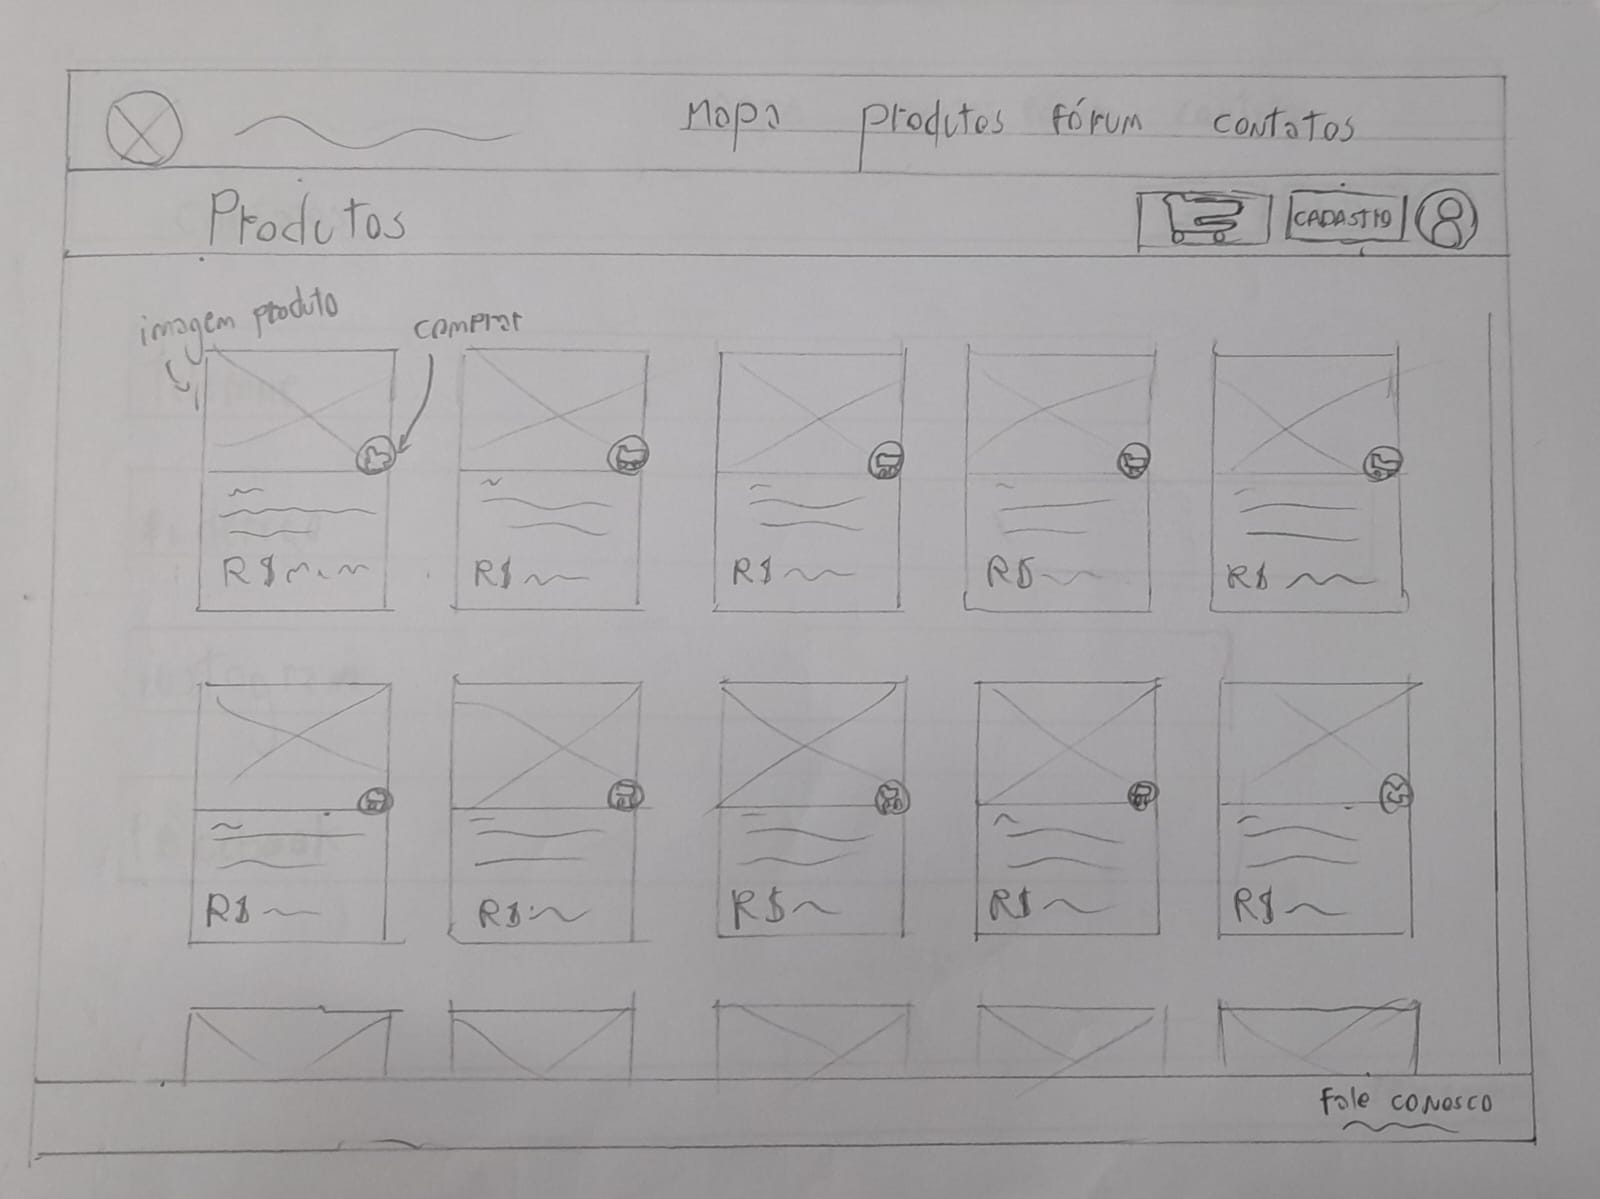 Mapa produtos fórum contatos
Produtos CADASTRO
imagem produto comprar
R$ R$ R$ R$ R$
R$ R$ R$ R$ R$
fale conosco